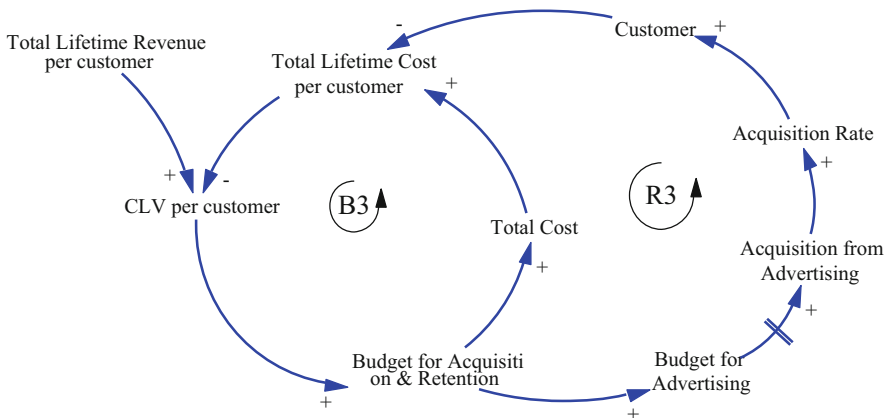 -
Customer
+
Total Lifetime Revenue
per customer
Total Lifetime Cost
per customer
+
Acquisition Rate
+
+
-
CLV per customer
B3
R3
Total Cost
+
Acquisition from
Advertising
+
Budget for Acquisiti
on & Retention
+
Budget for
Advertising
+